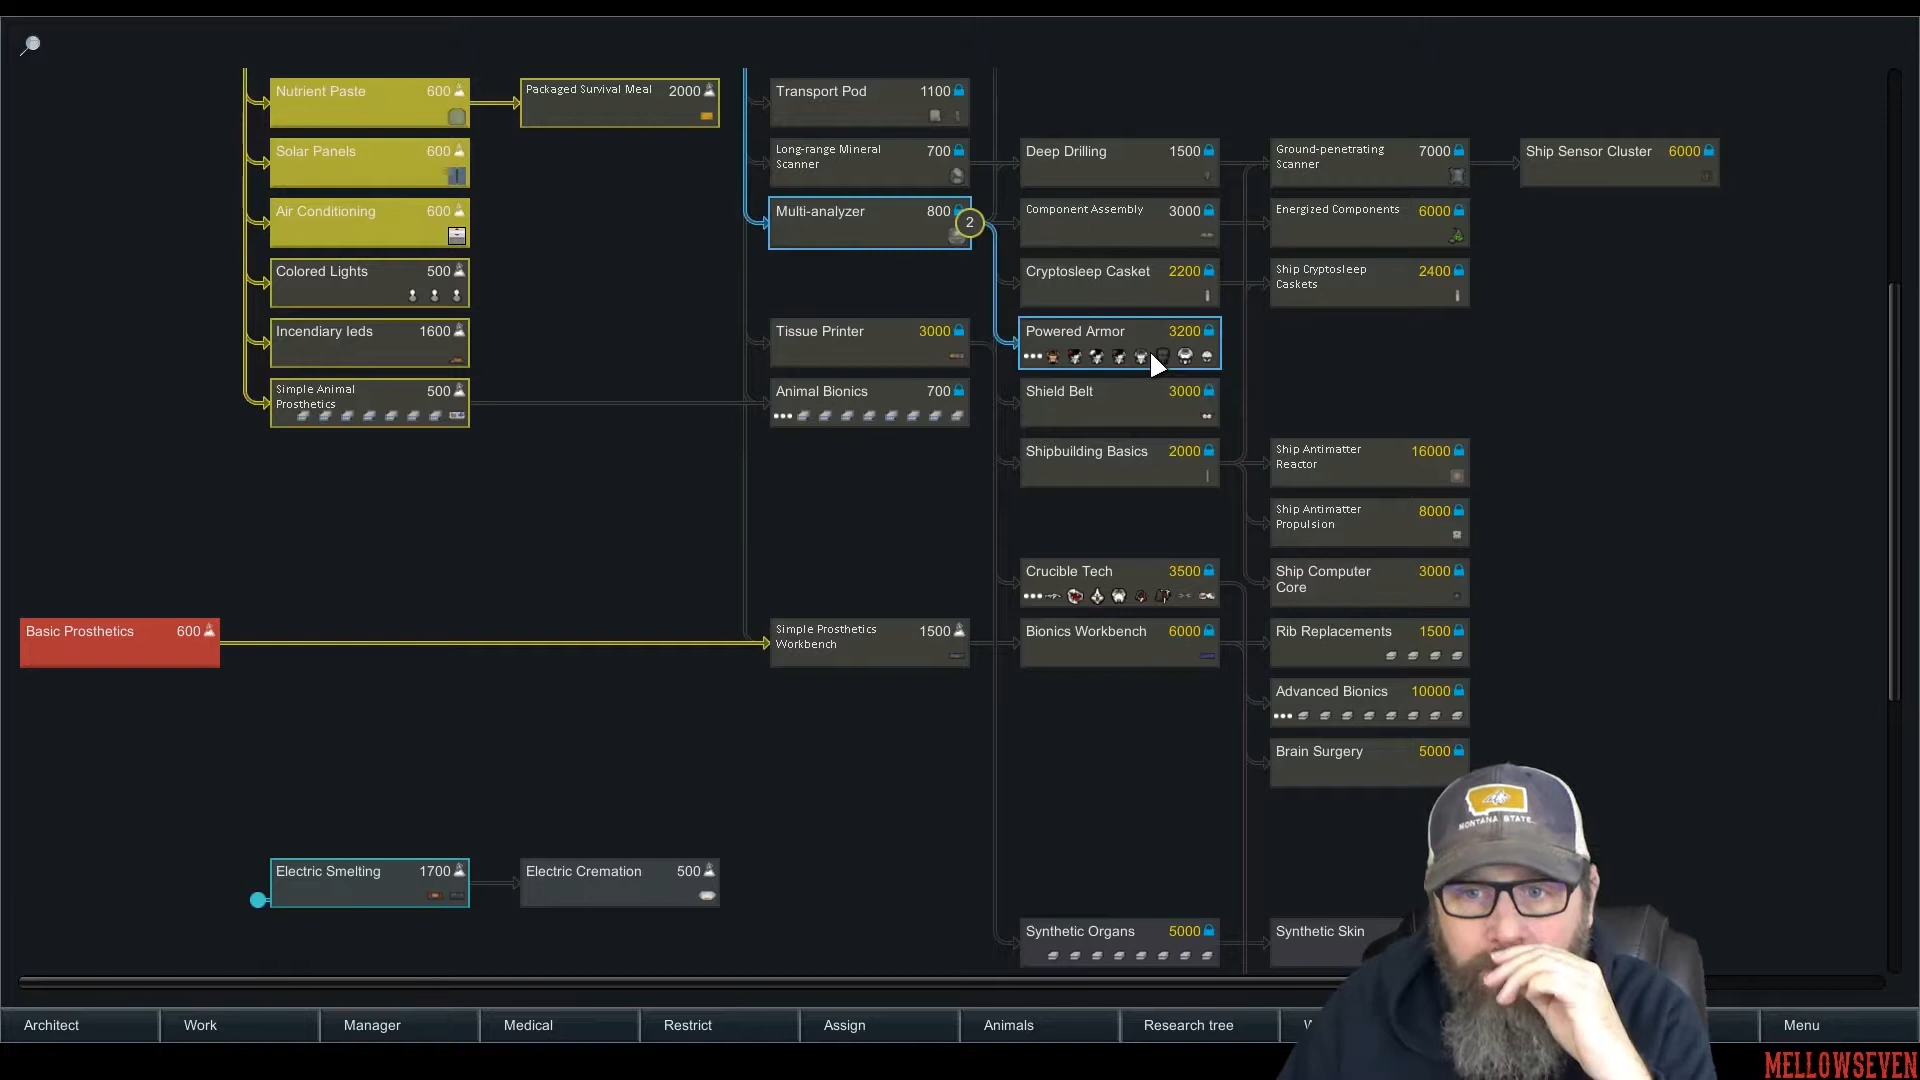 Nutrient Paste 600
Packaged Survival Meal 2000
Transport Pod 1100
Solar Panels 600
Long-range Mineral
Scanner
700
Deep Drilling 1500
Ground-penetrating
Scanner
7000
Ship Sensor Cluster 6000
Air Conditioning 600
Multi-analyzer 800
2
Component Assembly 3000
Energized Components 6000
Colored Lights 500
Cryptosleep Casket 2200
Ship Cryptosleep
Caskets
2400
Incendiary Ieds 1600
Tissue Printer 3000
Powered Armor 3200
Simple Animal
Prosthetics
500
Animal Bionics 700
Shield Belt 3000
Shipbuilding Basics 2000
Ship Antimatter
Reactor
16000
Ship Antimatter
Propulsion
8000
Crucible Tech 3500
Ship Computer
Core
3000
Basic Prosthetics 600
Simple Prosthetics
Workbench
1500
Bionics Workbench 6000
Rib Replacements 1500
Advanced Bionics 10000
Brain Surgery 5000
Electric Smelting 1700
Electric Cremation 500
Synthetic Organs 5000
Synthetic Skin
MONTANA STATE
Architect
Work
Manager
Medical
Restrict
Assign
Animals
Research tree
Menu
MELLOWSEVEN